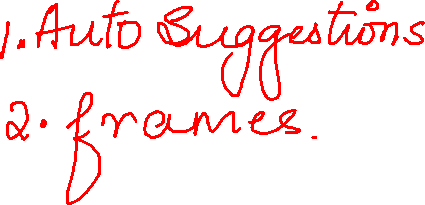 1. Auto Suggestions
2. frames.